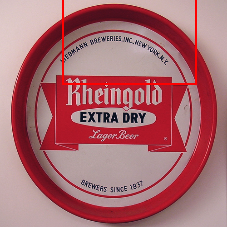 LIEBMANN BREWERIES, INC., NEW YORK, N.Y.
Rheingold
EXTRA DRY
Lager Beer
BREWERS SINCE 1837